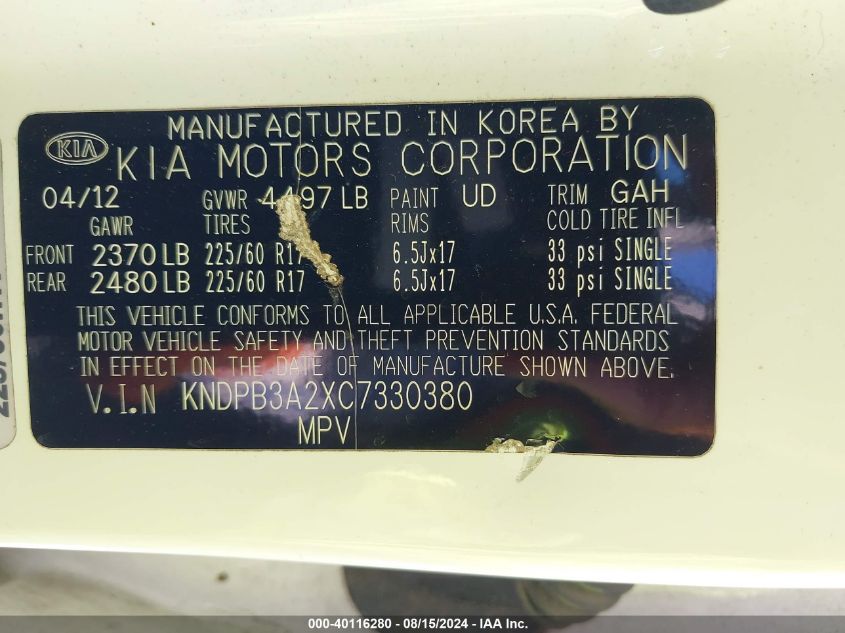 MANUFACTURED IN KOREA BY
KIA KIA MOTORS CORPORATION
04/12 GVWR 4497 LB PAINT UD TRIM GAH
GAWR TIRES RIMS COLD TIRE INFL
FRONT 2370 LB 225/60 R17 6.5Jx17 33 psi SINGLE
REAR 2480 LB 225/60 R17 6.5Jx17 33 psi SINGLE
THIS VEHICLE CONFORMS TO ALL APPLICABLE U.S.A. FEDERAL
MOTOR VEHICLE SAFETY AND THEFT PREVENTION STANDARDS
IN EFFECT ON THE DATE OF MANUFACTURE SHOWN ABOVE.
V.I.N KNDPB3A2XC7330380
MPV
000-40116280 - 08/15/2024 - IAA Inc.